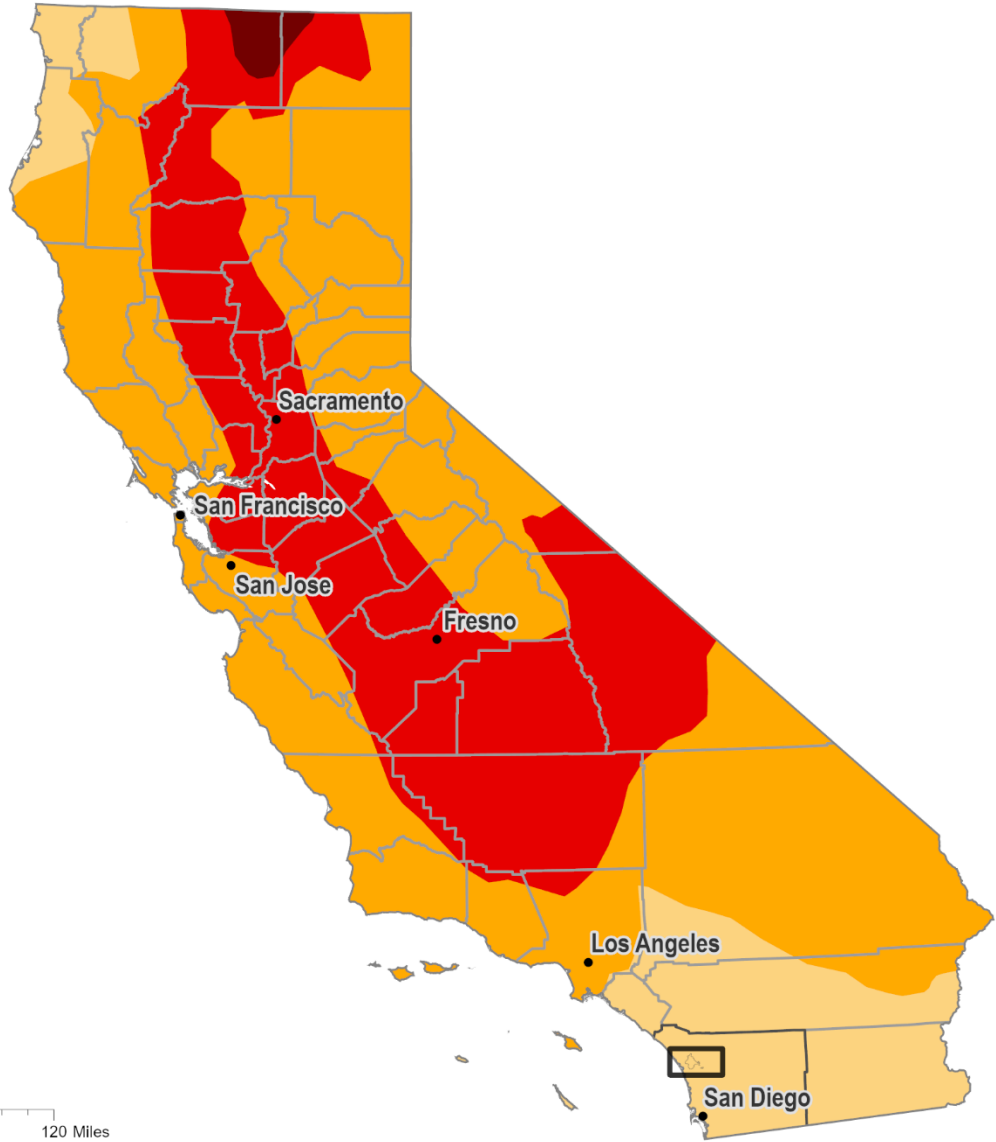 Sacramento
San Francisco
San Jose
Fresno
Los Angeles
San Diego
120 Miles